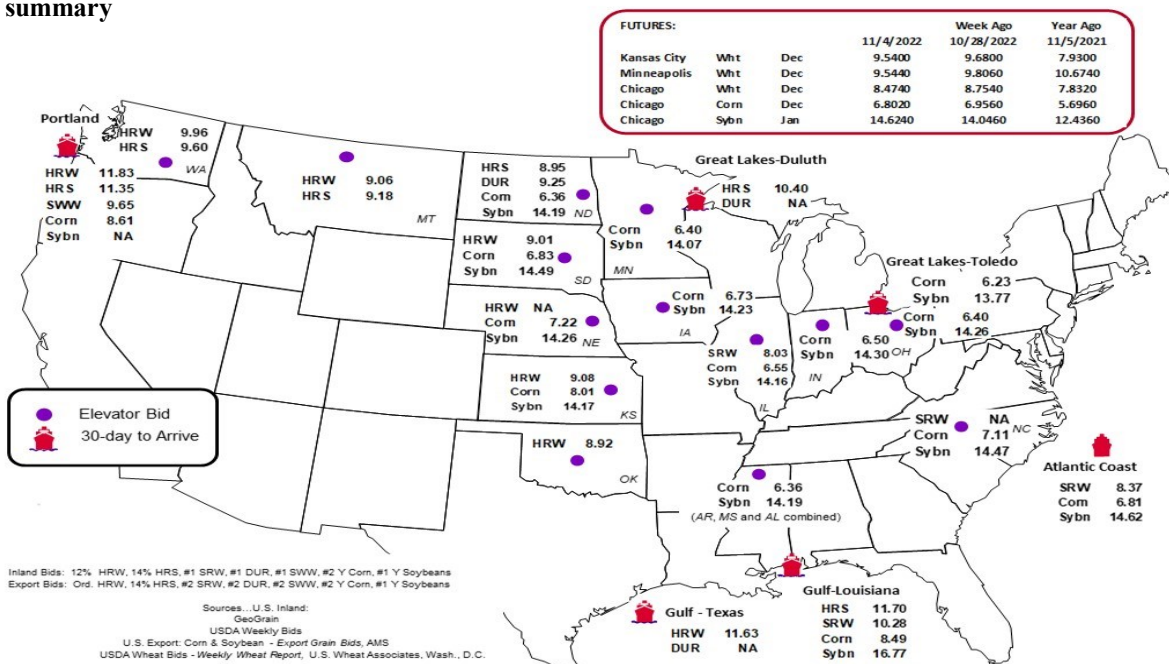 summary
FUTURES:
Week Ago Year Ago
11/4/2022 10/28/2022 11/5/2021
Kansas City Wht Dec 9.5400 9.6800 7.9300
Minneapolis Wht Dec 9.5440 9.8060 10.6740
Chicago Wht Dec 8.4740 8.7540 7.8320
Chicago Corn Dec 6.8020 6.9560 5.6960
Chicago Sybn Jan 14.6240 14.0460 12.4360
Portland
HRW 9.96
HRS 9.60
WA
HRW 11.83
HRS 11.35
SWW 9.65
Corn 8.61
Sybn NA
HRW 9.06
HRS 9.18
MT
HRS 8.95
DUR 9.25
Corn 6.36
Sybn 14.19 ND
HRW 9.01
Corn 6.83
Sybn 14.49
SD
HRW NA
Corn 7.22
Sybn 14.26 NE
HRW 9.08
Corn 8.01
Sybn 14.17 KS
HRW 8.92
OK
Great Lakes-Duluth
HRS 10.40
DUR NA
Corn 6.40
Sybn 14.07
MN
Corn 6.73
Sybn 14.23
IA
SRW 8.03
Corn 6.55
Sybn 14.16
IL
Great Lakes-Toledo
Corn 6.23
Sybn 13.77
Corn 6.40
Sybn 14.26
OH
Corn 6.50
Sybn 14.30
IN
SRW NA
Corn 7.11 NC
Sybn 14.47
Atlantic Coast
SRW 8.37
Corn 6.81
Sybn 14.62
Corn 6.36
Sybn 14.19
(AR, MS and AL combined)
Gulf-Louisiana
HRS 11.70
SRW 10.28
Corn 8.49
Sybn 16.77
Gulf - Texas
HRW 11.63
DUR NA
Elevator Bid
30-day to Arrive
Inland Bids: 12% HRW, 14% HRS, #1 SRW, #1 DUR, #1 SWW, #2 Y Corn, #1 Y Soybeans
Export Bids: Ord. HRW, 14% HRS, #2 SRW, #2 DUR, #2 SWW, #2 Y Corn, #1 Y Soybeans
Sources...U.S. Inland:
GeoGrain
USDA Weekly Bids
U.S. Export: Corn & Soybean - Export Grain Bids, AMS
USDA Wheat Bids - Weekly Wheat Report, U.S. Wheat Associates, Wash., D.C.